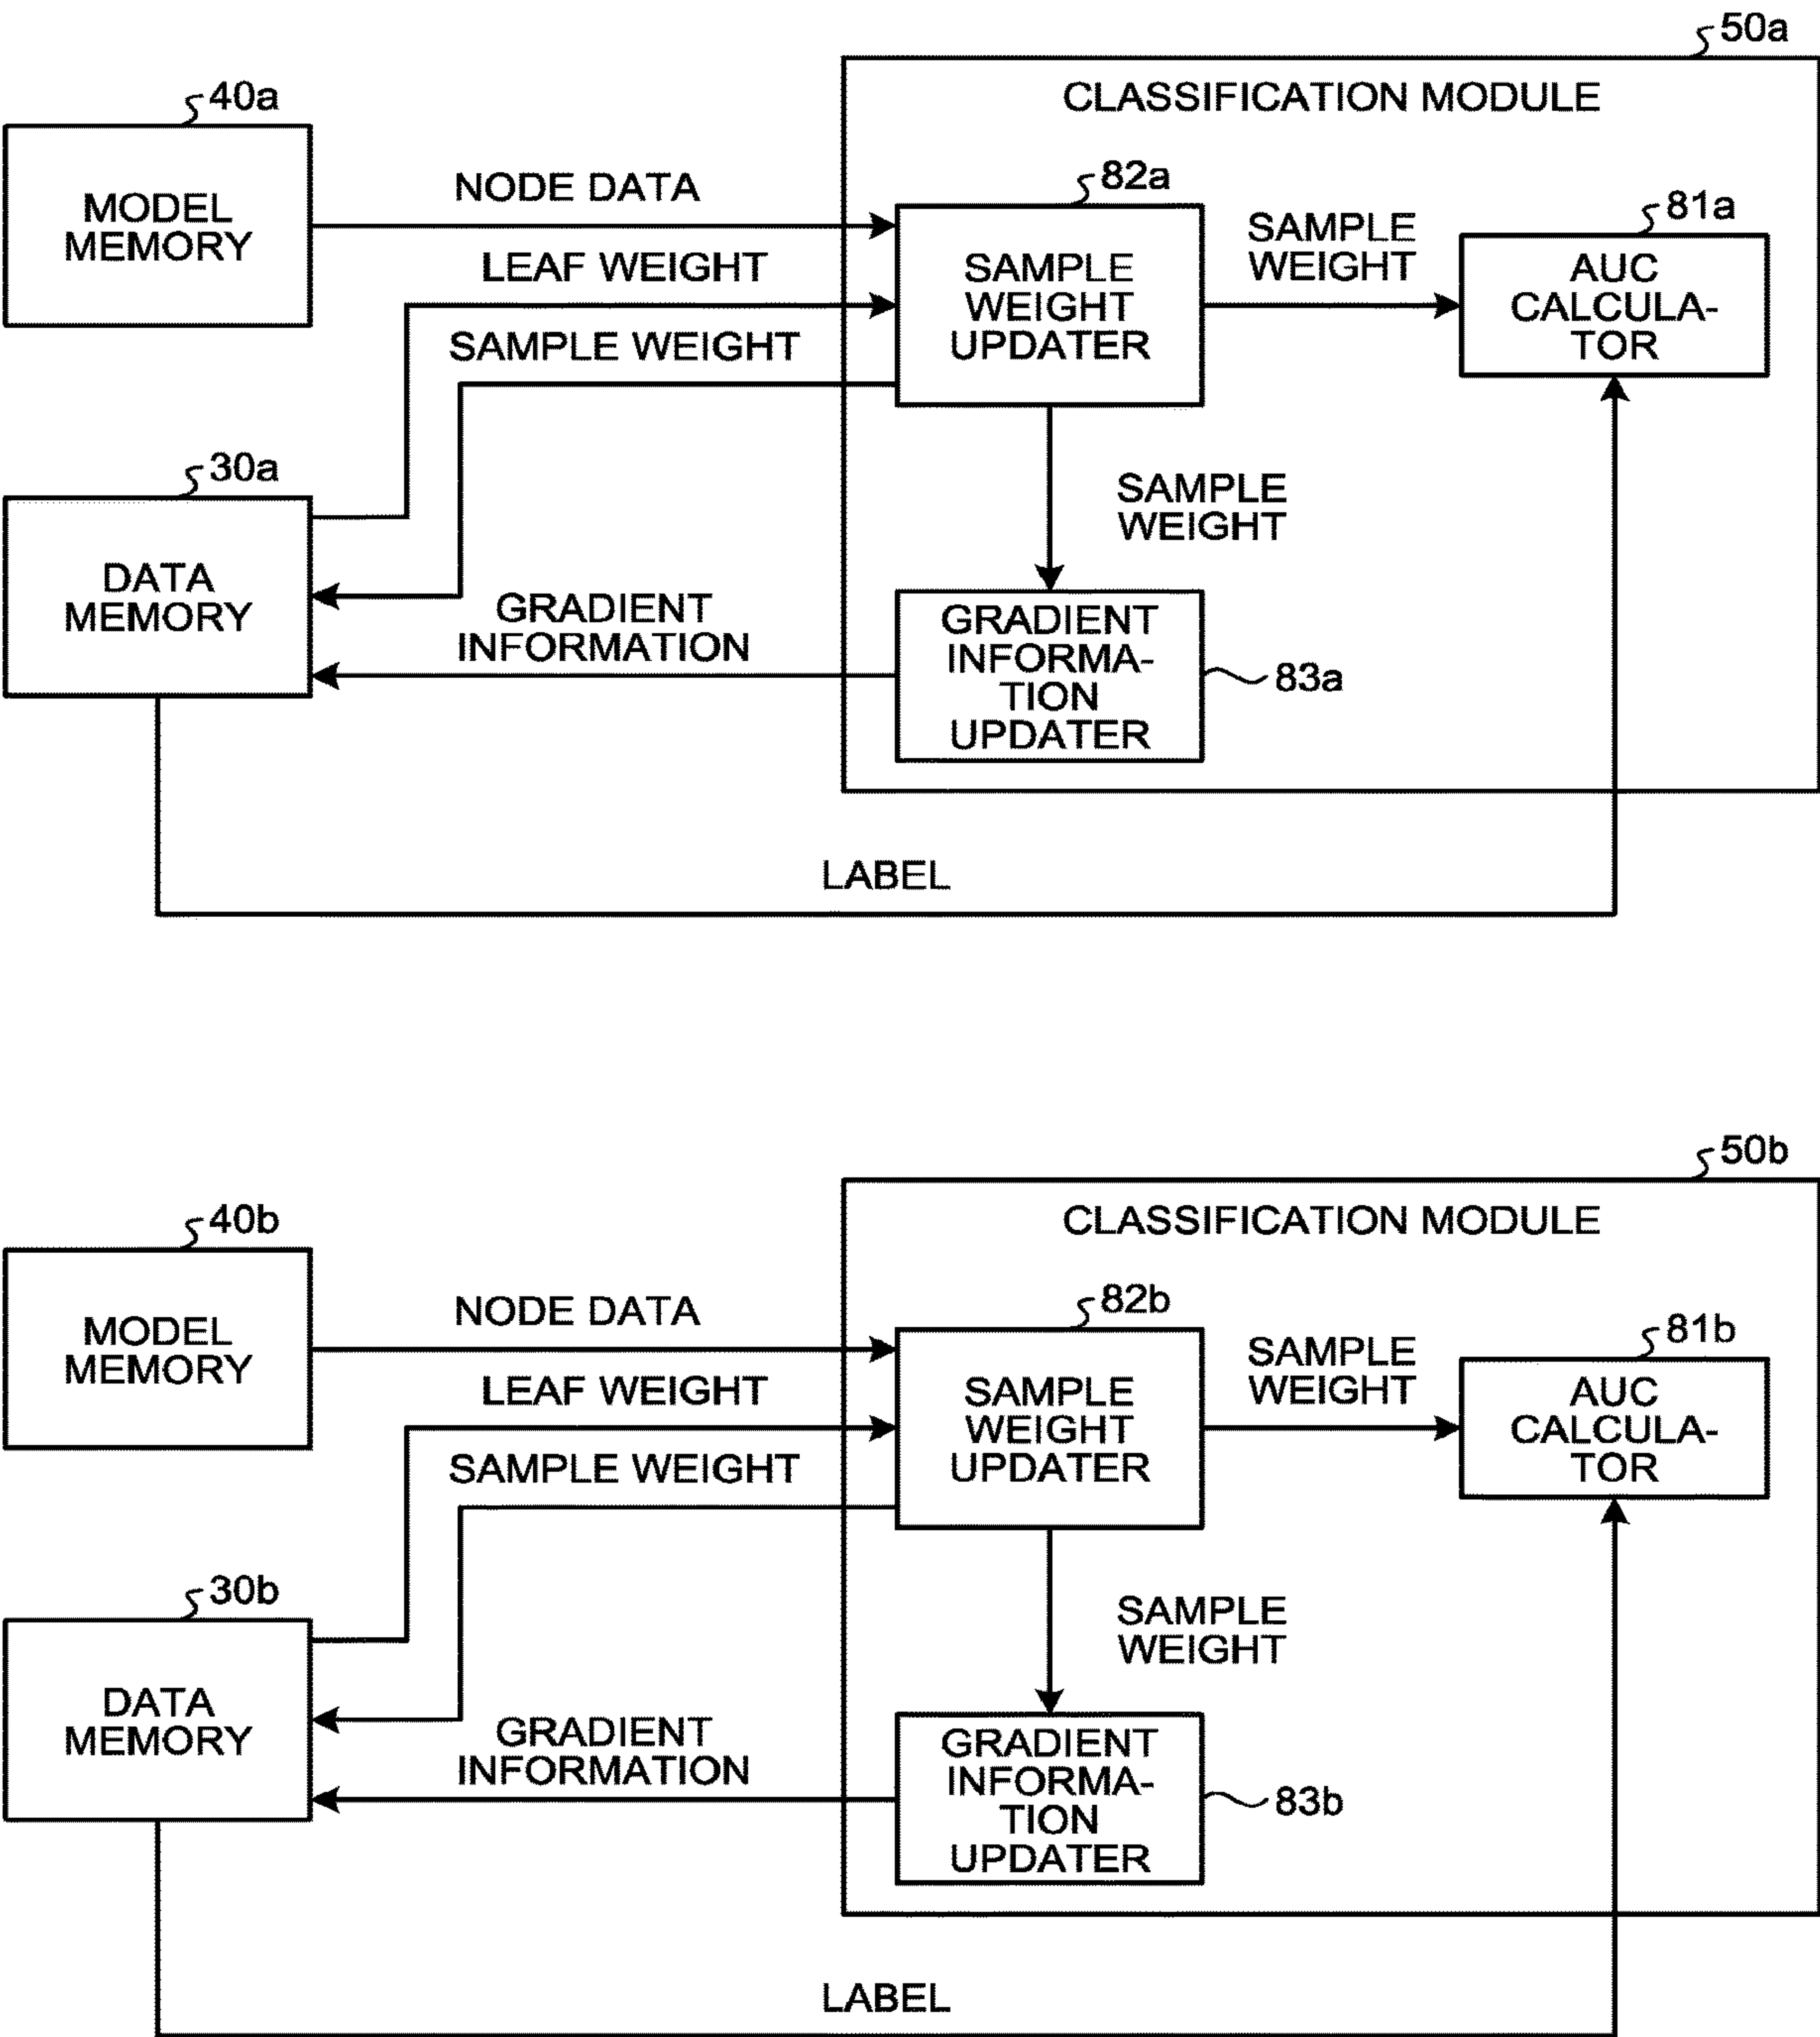 50a
CLASSIFICATION MODULE
40a
MODEL
MEMORY
NODE DATA
82a
SAMPLE
WEIGHT
UPDATER
SAMPLE
WEIGHT
81a
AUC
CALCULA-
TOR
LEAF WEIGHT
SAMPLE WEIGHT
30a
DATA
MEMORY
SAMPLE
WEIGHT
GRADIENT
INFORMATION
GRADIENT
INFORMA-
TION
UPDATER
83a
LABEL
50b
CLASSIFICATION MODULE
40b
MODEL
MEMORY
NODE DATA
82b
SAMPLE
WEIGHT
UPDATER
SAMPLE
WEIGHT
81b
AUC
CALCULA-
TOR
LEAF WEIGHT
SAMPLE WEIGHT
30b
DATA
MEMORY
SAMPLE
WEIGHT
GRADIENT
INFORMATION
GRADIENT
INFORMA-
TION
UPDATER
83b
LABEL